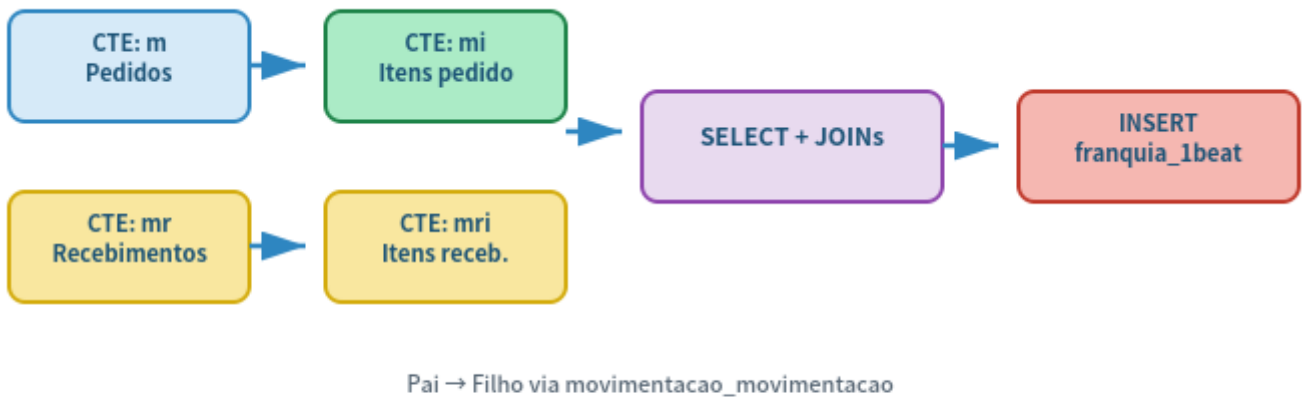 CTE: m
Pedidos
CTE: mi
Itens pedido
SELECT + JOINs
INSERT
franquia_1beat
CTE: mr
Recebimentos
CTE: mri
Itens receb.
Pai → Filho via movimentacao_movimentacao